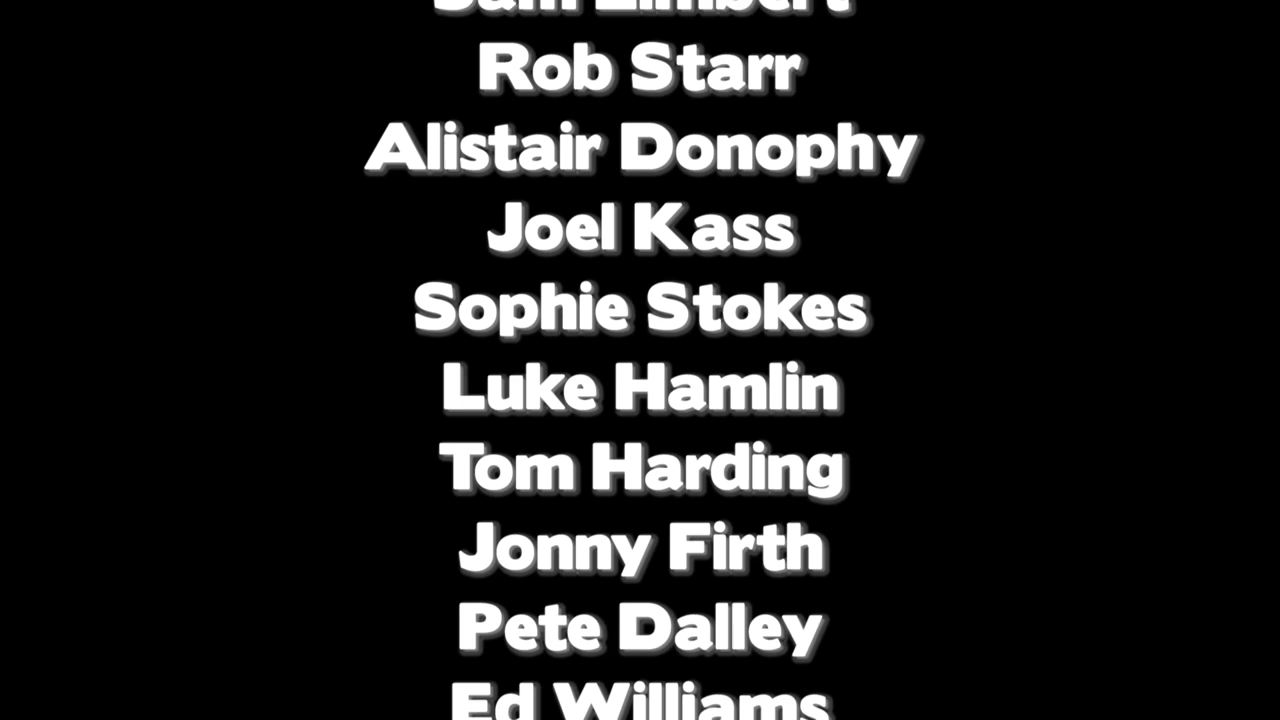 Rob Starr
Alistair Donophy
Joel Kass
Sophie Stokes
Luke Hamlin
Tom Harding
Jonny Firth
Pete Dalley
Ed Williams